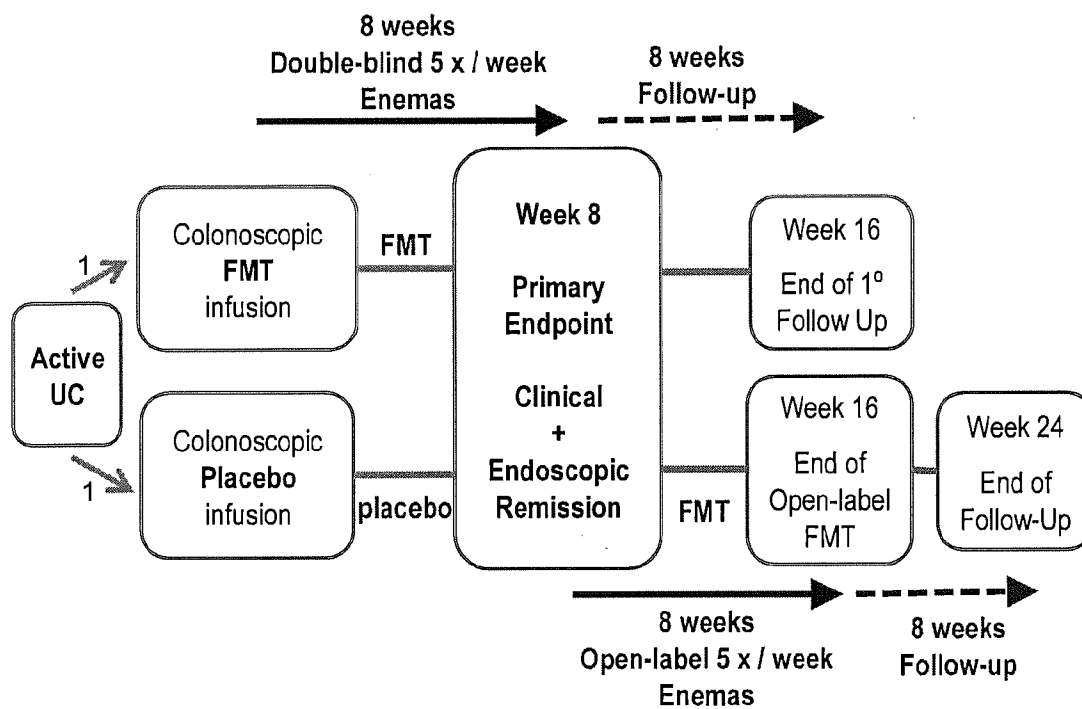 8 weeks
Double-blind 5 x / week
Enemas
8 weeks
Follow-up
Active
UC
1
1
Colonoscopic
FMT
infusion
FMT
Colonoscopic
Placebo
infusion
placebo
Week 8
Primary
Endpoint
Clinical
+
Endoscopic
Remission
Week 16
End of 1º
Follow Up
FMT
Week 16
End of
Open-label
FMT
Week 24
End of
Follow-Up
8 weeks
Open-label 5 x / week
Enemas
8 weeks
Follow-up